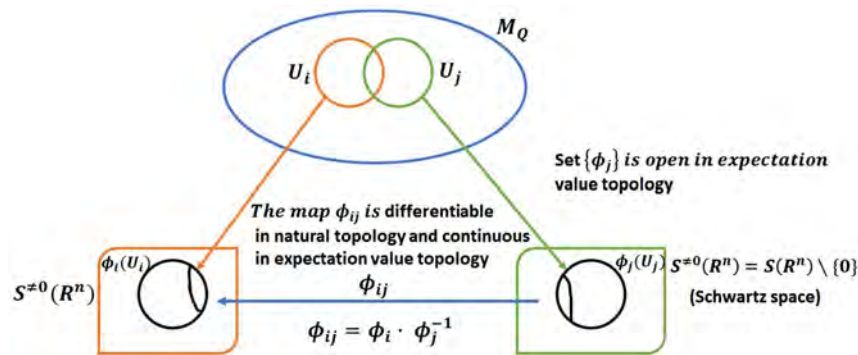 M_Q
U_i U_j
Set {ϕ_j} is open in expectation
value topology
The map ϕ_ij is differentiable
in natural topology and continuous
in expectation value topology
ϕ_i(U_i)
S^≠0(R^n)
ϕ_j(U_j) S^≠0(R^n) = S(R^n) \ {0}
(Schwartz space)
ϕ_ij
ϕ_ij = ϕ_i · ϕ_j^-1